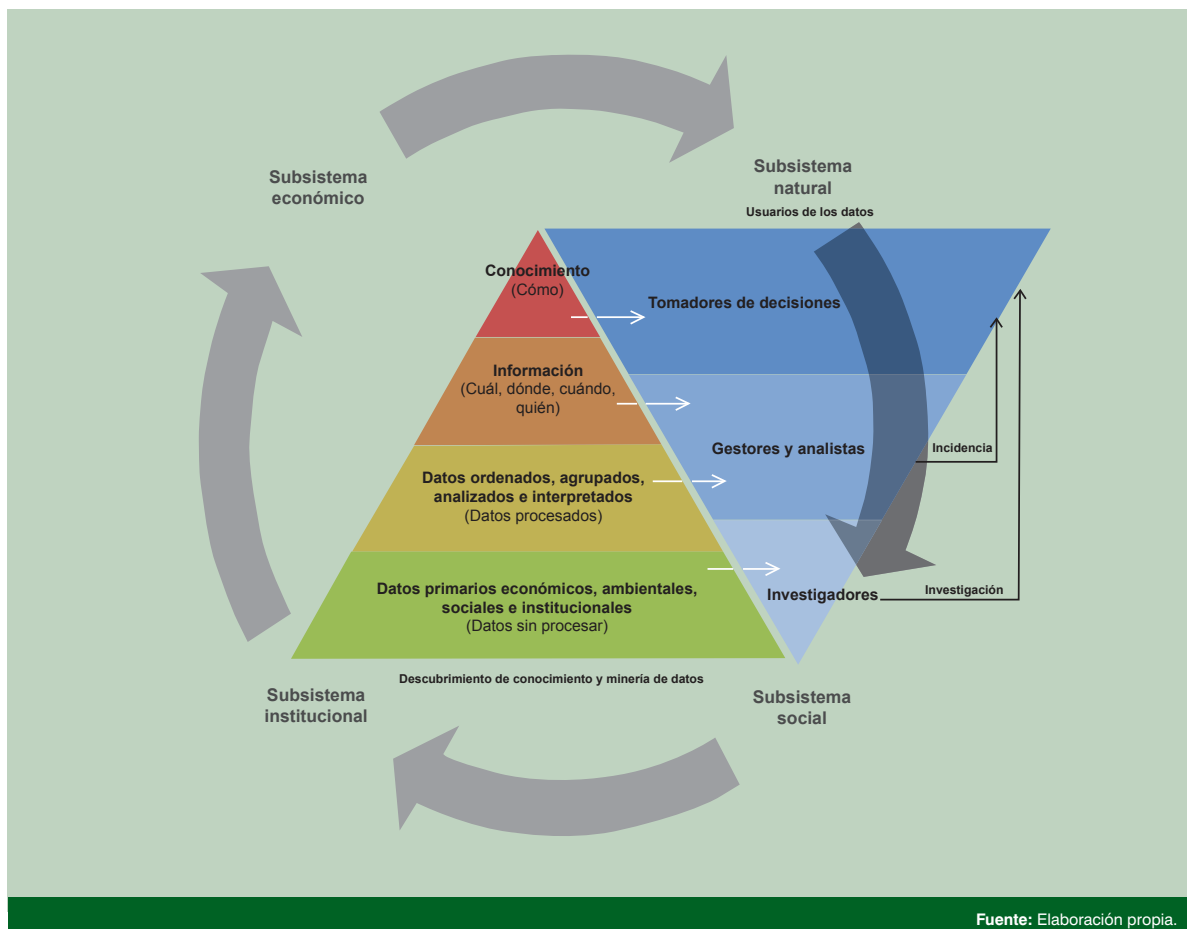 Subsistema
económico
Subsistema
natural
Usuarios de los datos
Conocimiento
(Cómo)
Tomadores de decisiones
Información
(Cuál, dónde, cuándo,
quién)
Gestores y analistas
Incidencia
Datos ordenados, agrupados,
analizados e interpretados
(Datos procesados)
Datos primarios económicos, ambientales,
sociales e institucionales
(Datos sin procesar)
Investigadores
Investigación
Descubrimiento de conocimiento y minería de datos
Subsistema
institucional
Subsistema
social
Fuente: Elaboración propia.